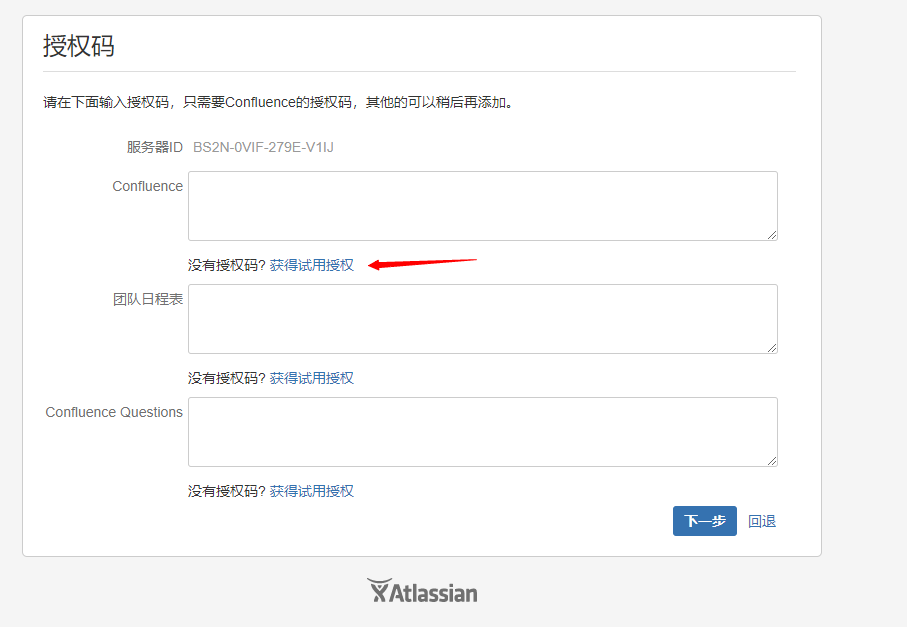 授权码
请在下面输入授权码，只需要Confluence的授权码，其他的可以稍后再添加。
服务器ID BS2N-0VIF-279E-V1IJ
Confluence
没有授权码? 获得试用授权
团队日程表
没有授权码? 获得试用授权
Confluence Questions
没有授权码? 获得试用授权
下一步 回退
Atlassian